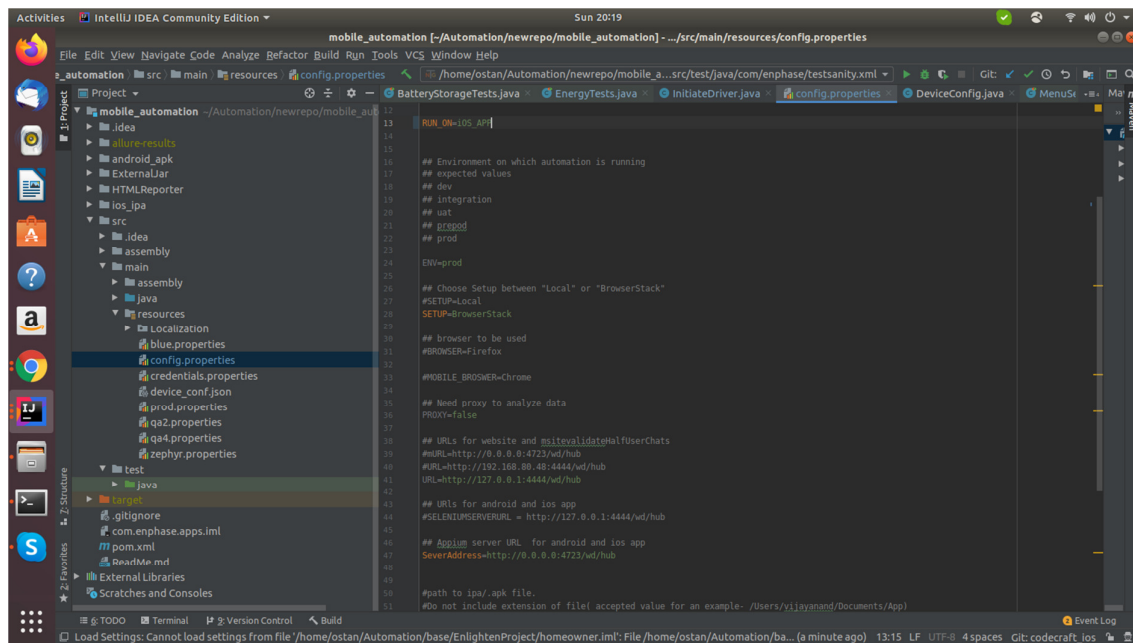 Activities
IntelliJ IDEA Community Edition
Sun 20:19
mobile_automation [~/Automation/newrepo/mobile_automation] - .../src/main/resources/config.properties
File Edit View Navigate Code Analyze Refactor Build Run Tools VCS Window Help
e_automation
src
main
resources
config.properties
/home/ostan/Automation/newrepo/mobile_a...src/test/java/com/enphase/testsanity.xml
Git:
Project
BatteryStorageTests.java
EnergyTests.java
InitiateDriver.java
config.properties
DeviceConfig.java
MenuSe
Maven
1: Project
mobile_automation ~/Automation/newrepo/mobile_aut
.idea
allure-results
android_apk
ExternalJar
HTMLReporter
ios_ipa
src
.idea
assembly
main
assembly
java
resources
Localization
blue.properties
config.properties
credentials.properties
device_conf.json
prod.properties
qa2.properties
qa4.properties
zephyr.properties
test
java
target
.gitignore
com.enphase.apps.iml
pom.xml
ReadMe.md
External Libraries
Scratches and Consoles
Z: Structure
2: Favorites
12
13 RUN_ON=iOS_APP
14
15
16 ## Environment on which automation is running
17 ## expected values
18 ## dev
19 ## integration
20 ## uat
21 ## prepod
22 ## prod
23
24 ENV=prod
25
26 ## Choose Setup between "Local" or "BrowserStack"
27 #SETUP=Local
28 SETUP=BrowserStack
29
30 ## browser to be used
31 #BROWSER=Firefox
32
33 #MOBILE_BROSWER=Chrome
34
35 ## Need proxy to analyze data
36 PROXY=false
37
38 ## URLs for website and msitevalidateHalfUserChats
39 #mURL=http://0.0.0.0:4723/wd/hub
40 #URL=http://192.168.80.48:4444/wd/hub
41 URL=http://127.0.0.1:4444/wd/hub
42
43 ## URls for android and ios app
44 #SELENIUMSERVERURL = http://127.0.0.1:4444/wd/hub
45
46 ## Appium server URL  for android and ios app
47 SeverAddress=http://0.0.0.0:4723/wd/hub
48
49
50 #path to ipa/.apk file.
51 #Do not include extension of file( accepted value for an example- /Users/vijayanand/Documents/App)
6: TODO
Terminal
9: Version Control
Build
2 Event Log
Load Settings: Cannot load settings from file '/home/ostan/Automation/base/EnlightenProject/homeowner.iml': File /home/ostan/Automation/ba... (a minute ago)
13:15 LF UTF-8 4 spaces Git: codecraft_ios